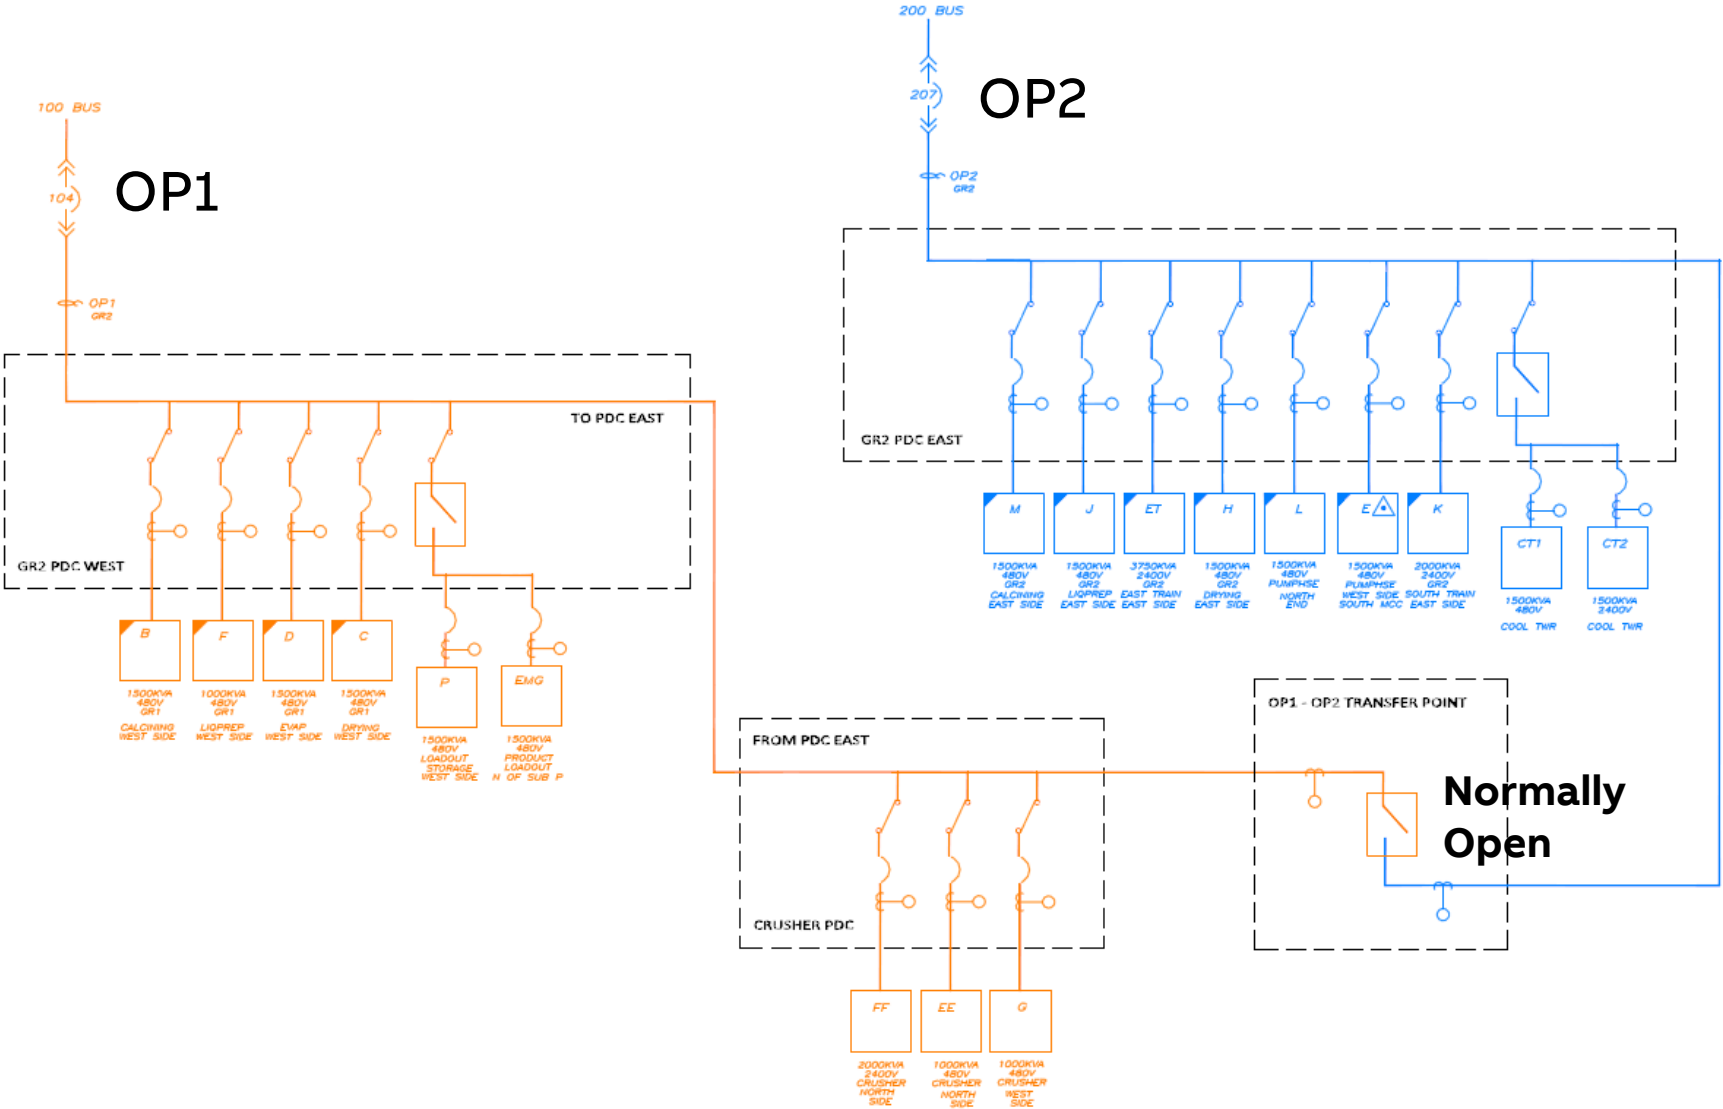 200 BUS
207
OP2
OP2
GR2
100 BUS
104
OP1
OP1
GR2
TO PDC EAST
GR2 PDC WEST
B
1500KVA
480V
GR1
CALCINING
WEST SIDE
F
1000KVA
480V
GR1
LIQPREP
WEST SIDE
D
1500KVA
480V
GR1
EVAP
WEST SIDE
C
1500KVA
480V
GR1
DRYING
WEST SIDE
P
1500KVA
480V
LOADOUT
STORAGE
WEST SIDE
EMG
1500KVA
480V
PRODUCT
LOADOUT
N OF SUB P
GR2 PDC EAST
M
1500KVA
480V
GR2
CALCINING
EAST SIDE
J
1500KVA
480V
GR2
LIQPREP
EAST SIDE
ET
3750KVA
2400V
GR2
EAST TRAIN
EAST SIDE
H
1500KVA
480V
GR2
DRYING
EAST SIDE
L
1500KVA
480V
PUMPHSE
NORTH
END
E
1500KVA
480V
PUMPHSE
WEST SIDE
SOUTH MCC
K
2000KVA
2400V
GR2
SOUTH TRAIN
EAST SIDE
CT1
1500KVA
480V
COOL TWR
CT2
1500KVA
2400V
COOL TWR
FROM PDC EAST
CRUSHER PDC
FF
2000KVA
2400V
CRUSHER
NORTH
SIDE
EE
1000KVA
480V
CRUSHER
NORTH
SIDE
G
1000KVA
480V
CRUSHER
WEST
SIDE
OP1 - OP2 TRANSFER POINT
Normally
Open